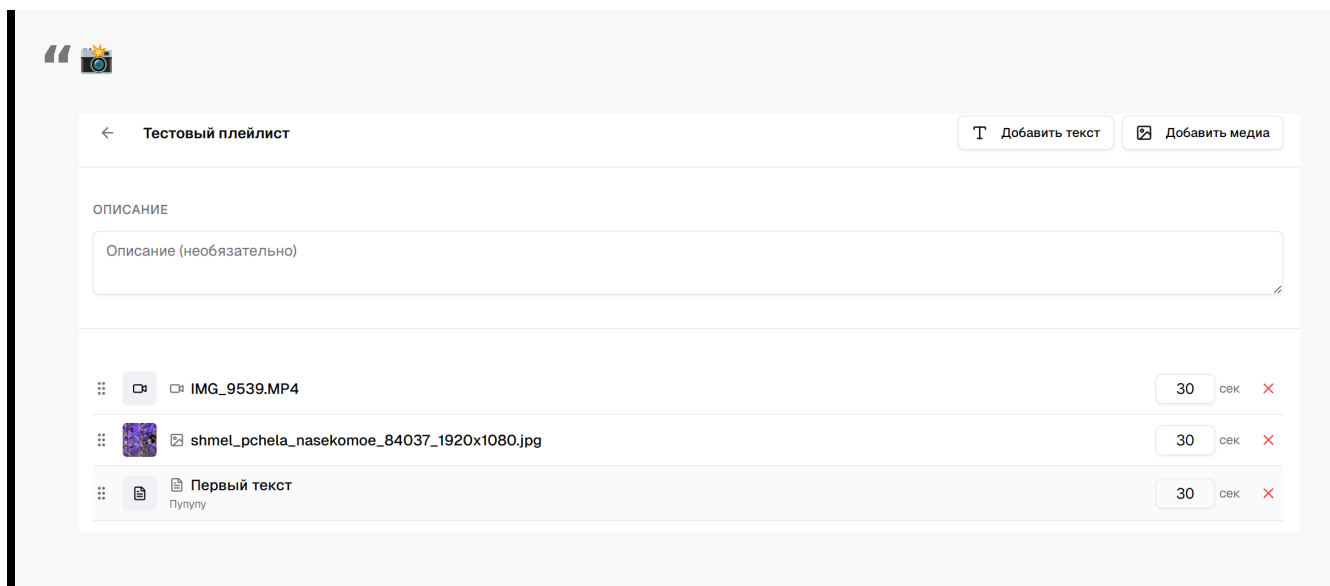 “ 📸
Тестовый плейлист
Добавить текст
Добавить медиа
ОПИСАНИЕ
Описание (необязательно)
IMG_9539.MP4
30 сек
shmel_pchela_nasekomoe_84037_1920x1080.jpg
30 сек
Первый текст
Пупупу
30 сек